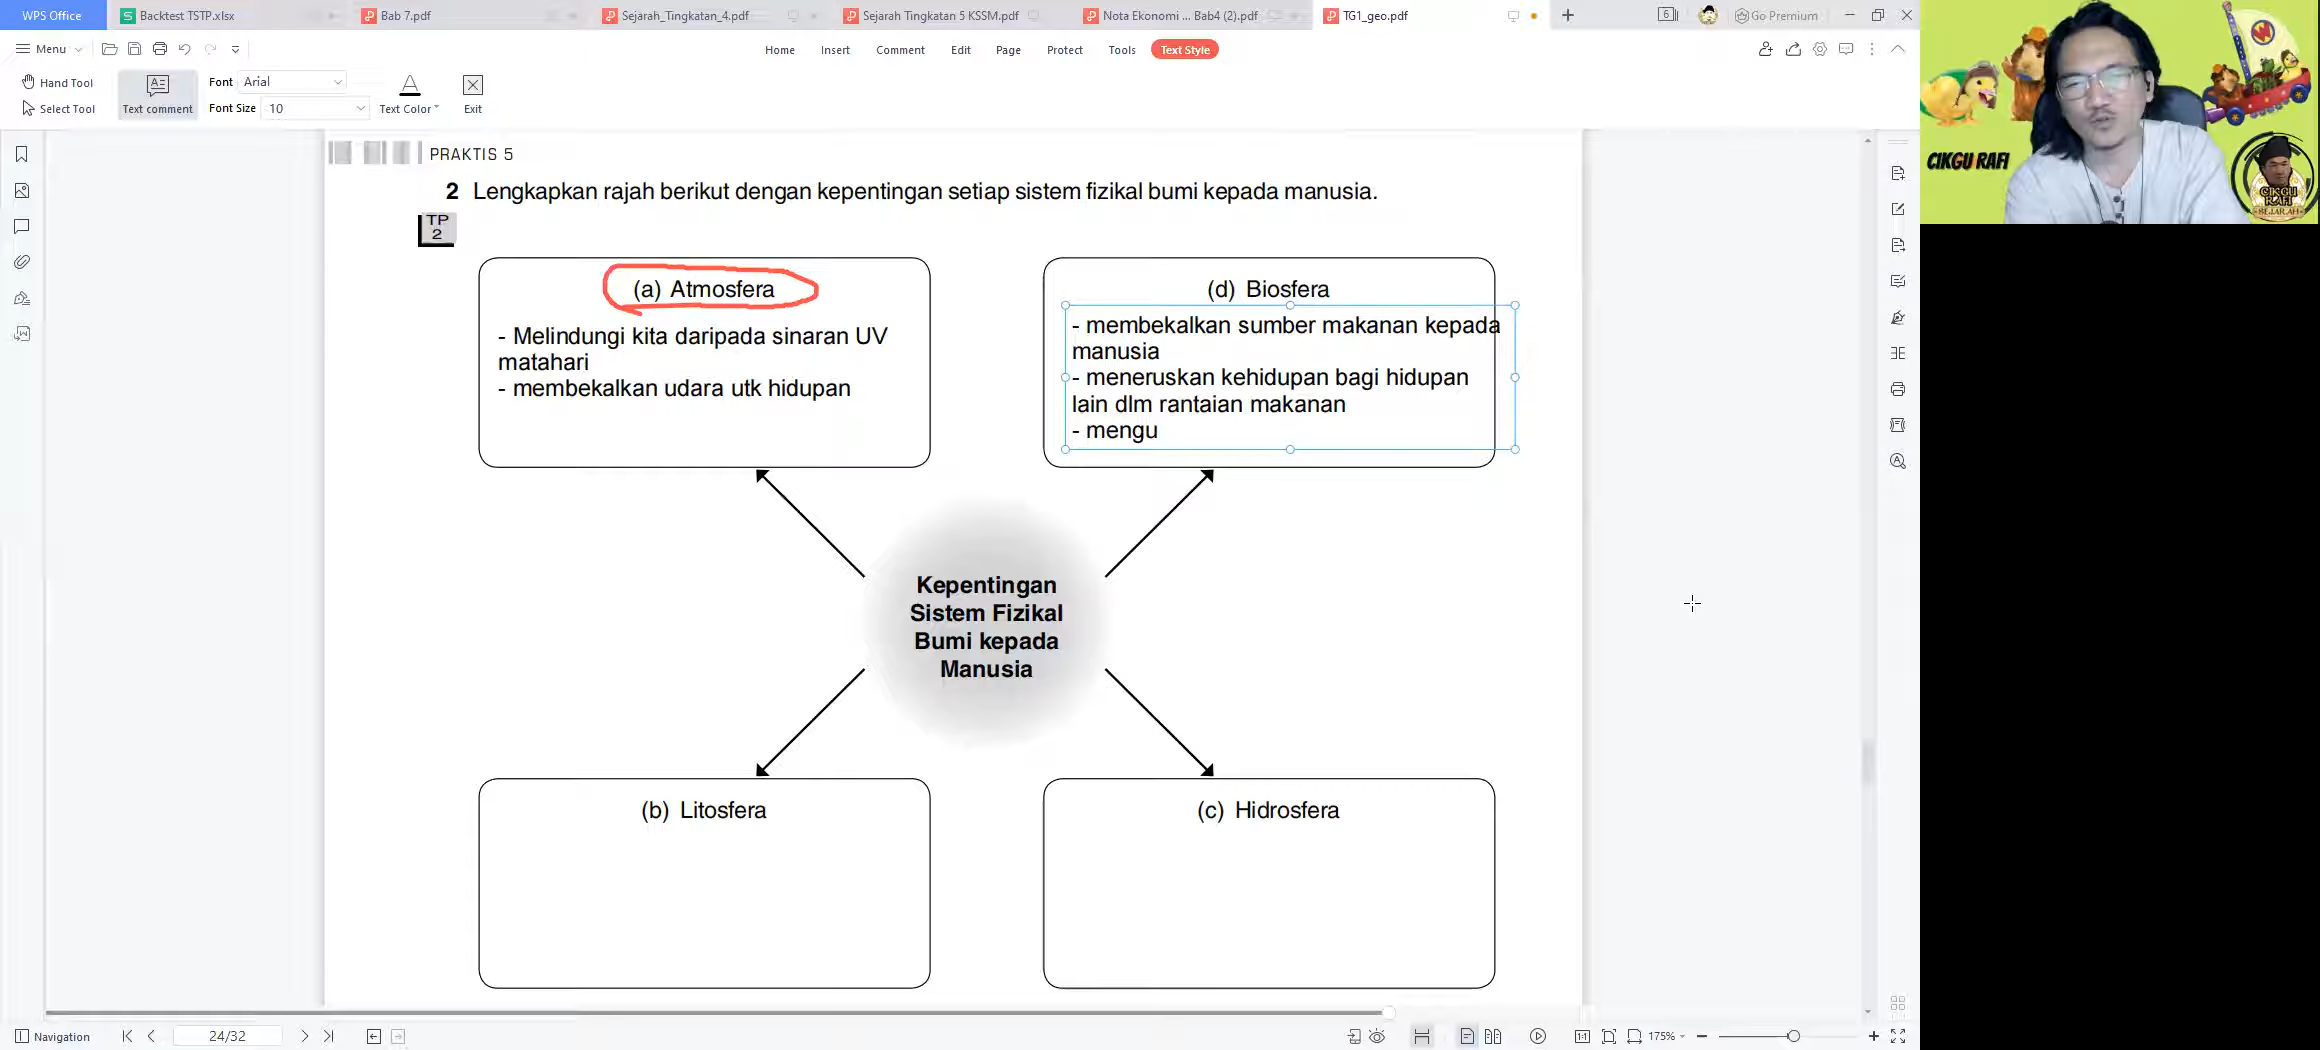 WPS Office
Backtest TSTP.xlsx
Bab 7.pdf
Sejarah_Tingkatan_4.pdf
Sejarah Tingkatan 5 KSSM.pdf
Nota Ekonomi ... Bab4 (2).pdf
TG1_geo.pdf
Go Premium
Menu
Home
Insert
Comment
Edit
Page
Protect
Tools
Text Style
Hand Tool
Select Tool
Text comment
Font Arial
Font Size 10
Text Color
Exit
PRAKTIS 5
2 Lengkapkan rajah berikut dengan kepentingan setiap sistem fizikal bumi kepada manusia.
TP
2
(a) Atmosfera
- Melindungi kita daripada sinaran UV
matahari
- membekalkan udara utk hidupan
(d) Biosfera
- membekalkan sumber makanan kepada
manusia
- meneruskan kehidupan bagi hidupan
lain dlm rantaian makanan
- mengu
Kepentingan
Sistem Fizikal
Bumi kepada
Manusia
(b) Litosfera
(c) Hidrosfera
CIKGU RAFI
CIKGU
RAFI
SEJARAH
Navigation
24/32
175%